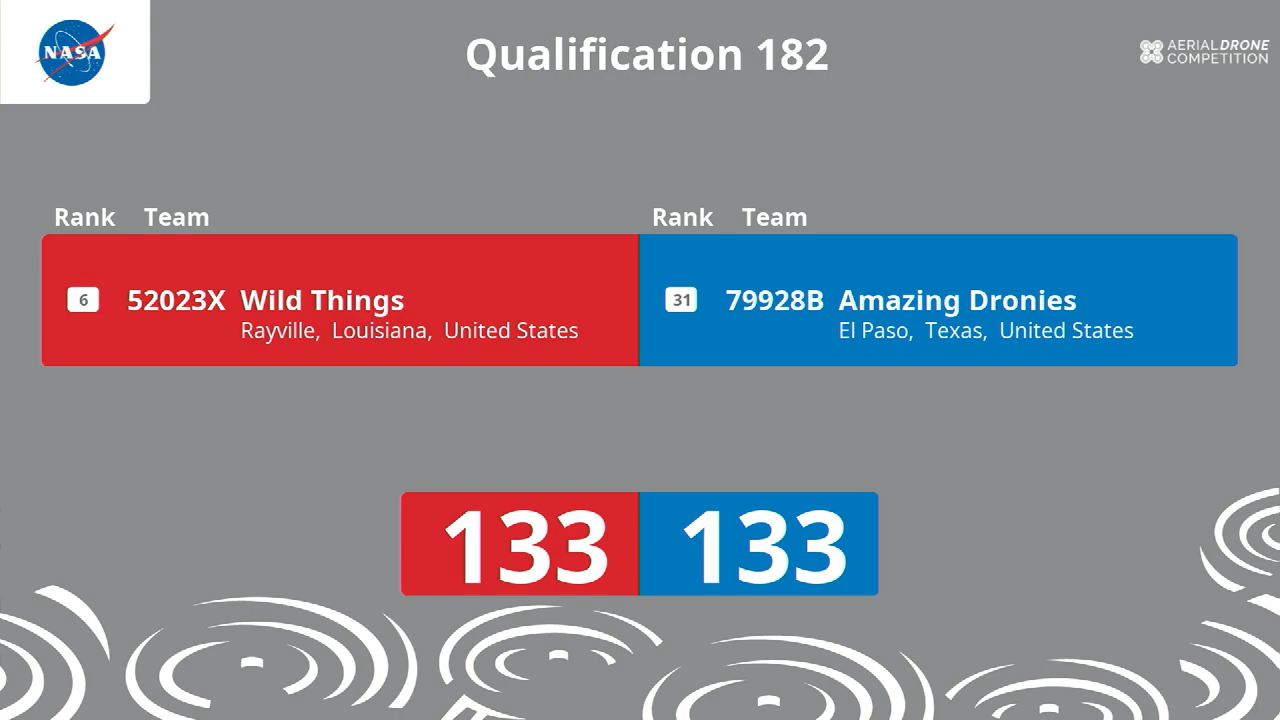 NASA
Qualification 182
AERIALDRONE
COMPETITION
Rank Team
Rank Team
6 52023X Wild Things
Rayville, Louisiana, United States
31 79928B Amazing Dronies
El Paso, Texas, United States
133 133